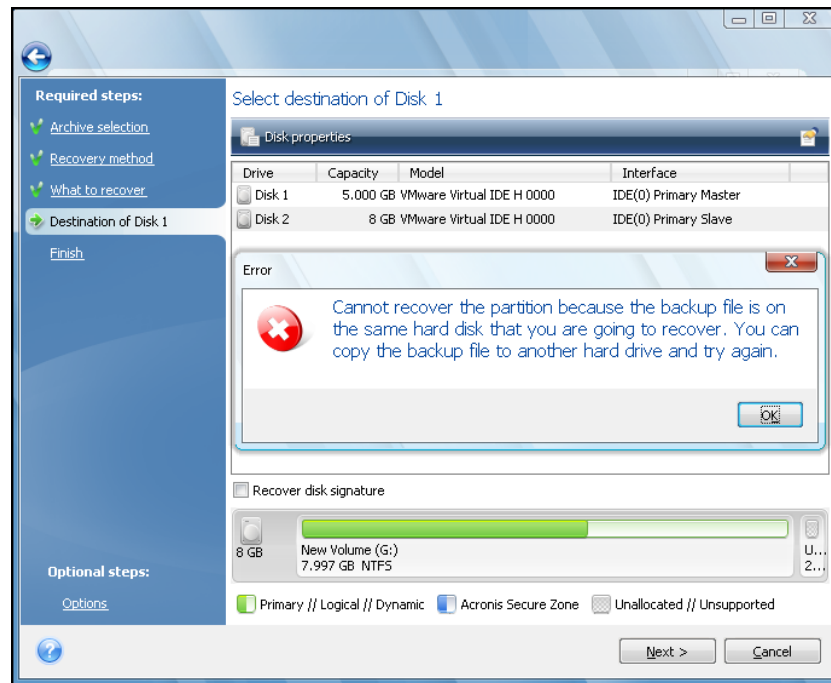 Required steps:
Archive selection
Recovery method
What to recover
Destination of Disk 1
Finish
Optional steps:
Options
Select destination of Disk 1
Disk properties
Drive Capacity Model Interface
Disk 1 5.000 GB VMware Virtual IDE H 0000 IDE(0) Primary Master
Disk 2 8 GB VMware Virtual IDE H 0000 IDE(0) Primary Slave
Error
Cannot recover the partition because the backup file is on
the same hard disk that you are going to recover. You can
copy the backup file to another hard drive and try again.
OK
Recover disk signature
8 GB
New Volume (G:)
7.997 GB NTFS
U...
2...
Primary // Logical // Dynamic Acronis Secure Zone Unallocated // Unsupported
Next > Cancel